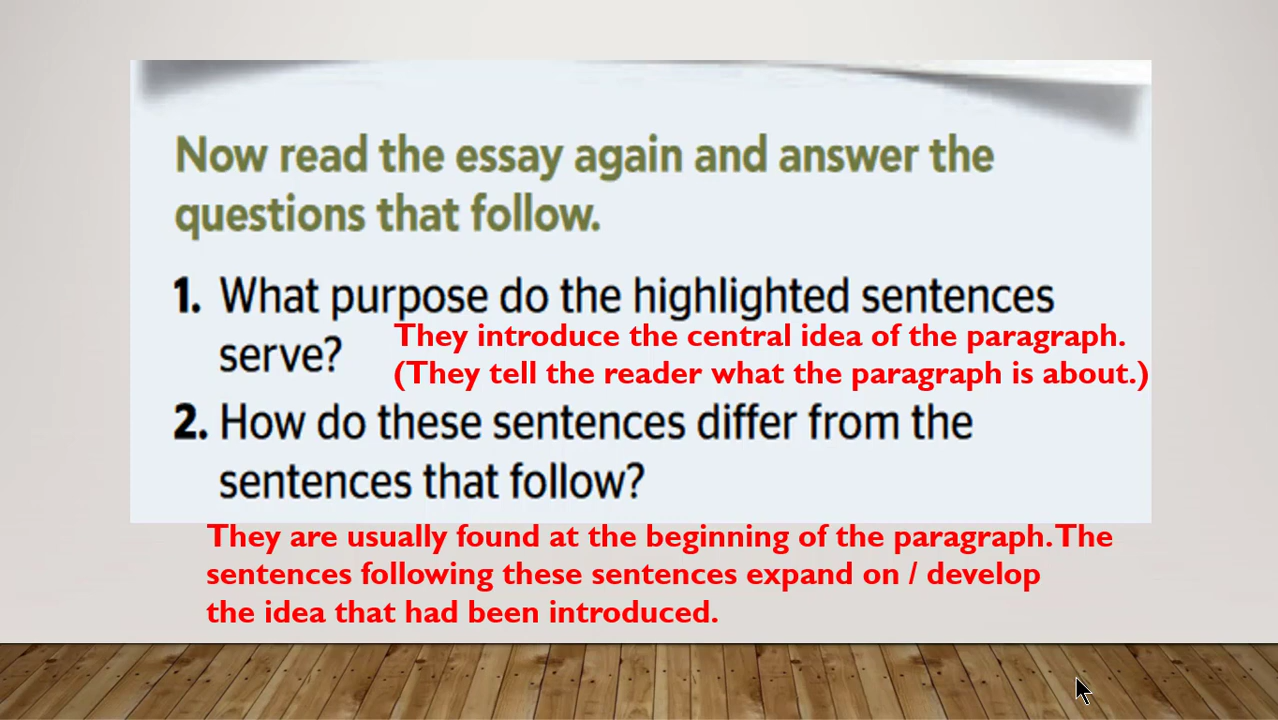 Now read the essay again and answer the
questions that follow.
1. What purpose do the highlighted sentences
serve?
They introduce the central idea of the paragraph.
(They tell the reader what the paragraph is about.)
2. How do these sentences differ from the
sentences that follow?
They are usually found at the beginning of the paragraph. The
sentences following these sentences expand on / develop
the idea that had been introduced.